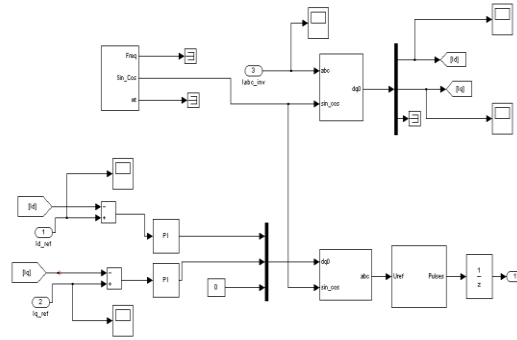 Freq
Sin_Cos
wt
3
Iabc_inv
abc
sin_cos
dq0
[Id]
[Iq]
[Id]
1
Id_ref
PI
[Iq]
2
Iq_ref
PI
0
dq0
sin_cos
abc
Uref
Pulses
1
z
1